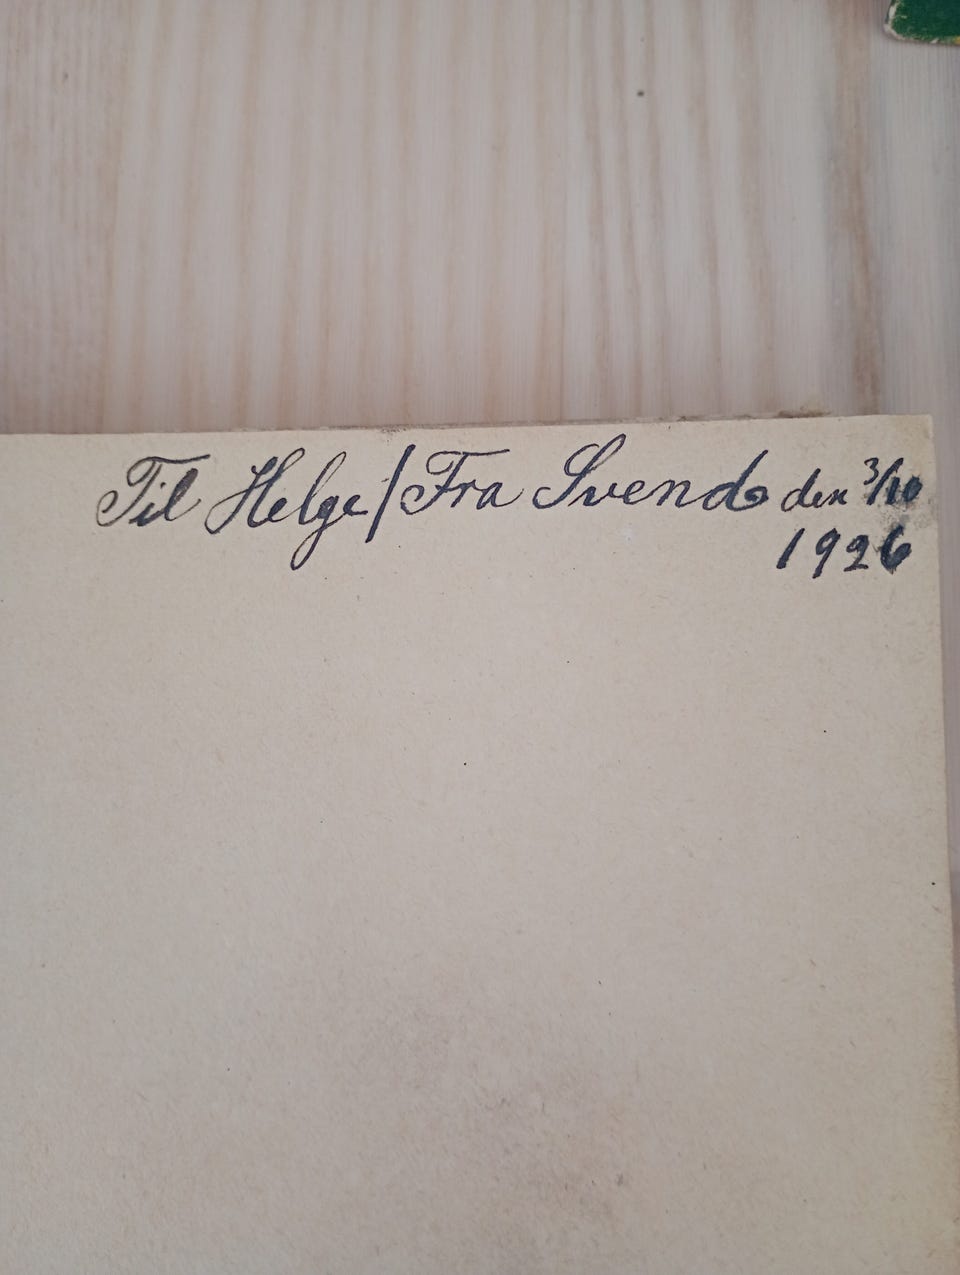 Til Helge/Fra Svend den 3/10
1926